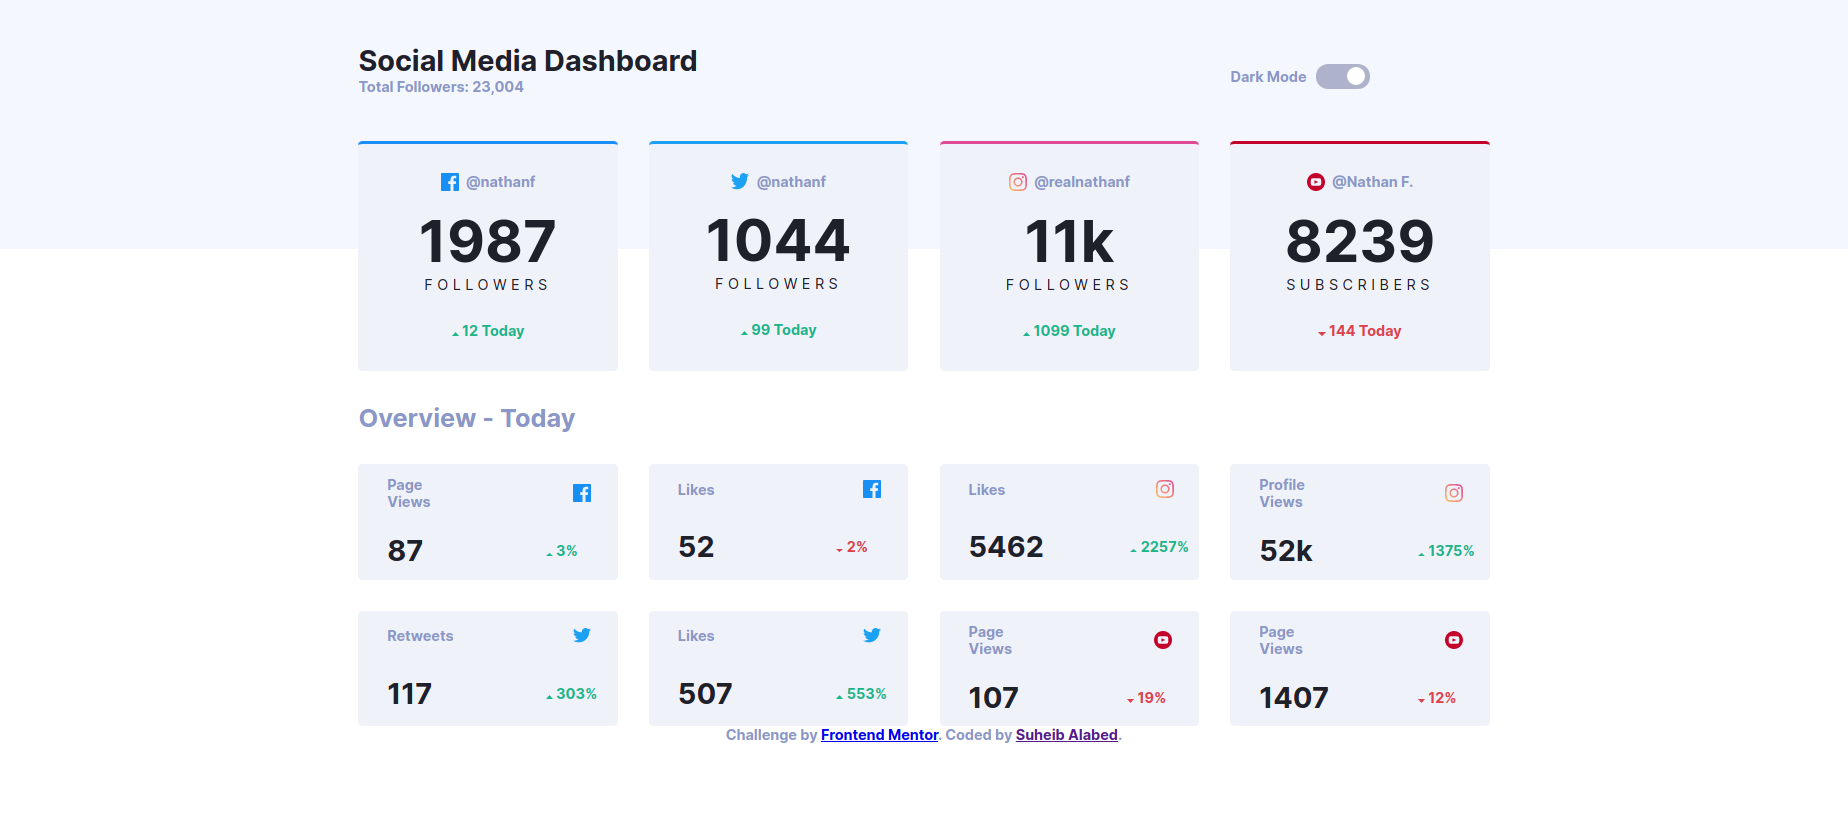 Social Media Dashboard
Total Followers: 23,004
Dark Mode
@nathanf
1987
FOLLOWERS
12 Today
@nathanf
1044
FOLLOWERS
99 Today
@realnathanf
11k
FOLLOWERS
1099 Today
@Nathan F.
8239
SUBSCRIBERS
144 Today
Overview - Today
Page
Views
87
3%
Likes
52
2%
Likes
5462
2257%
Profile
Views
52k
1375%
Retweets
117
303%
Likes
507
553%
Page
Views
107
19%
Page
Views
1407
12%
Challenge by Frontend Mentor. Coded by Suheib Alabed.